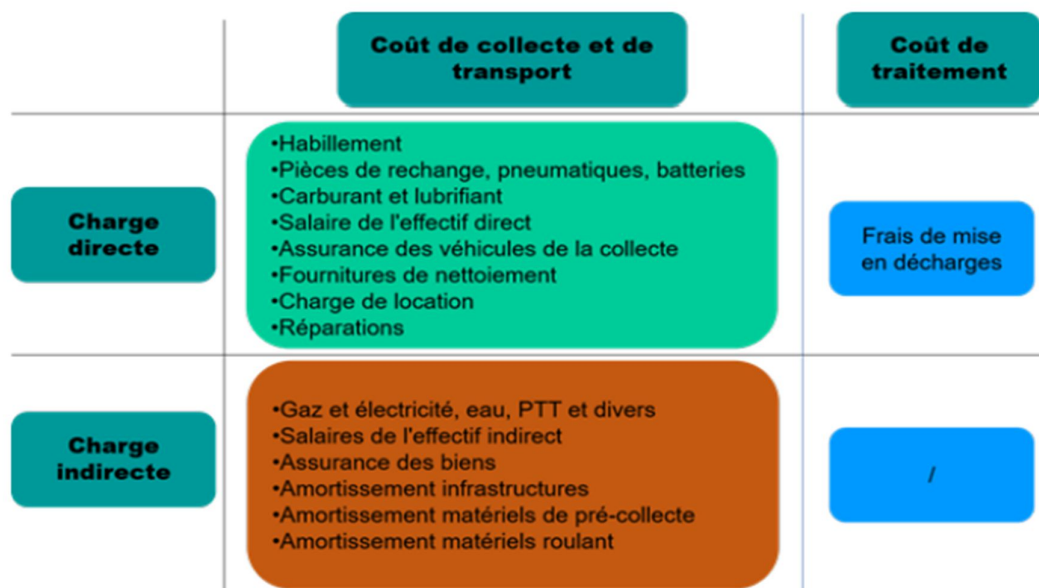 Coût de collecte et de
transport
Coût de
traitement
Charge
directe
•Habillement
•Pièces de rechange, pneumatiques, batteries
•Carburant et lubrifiant
•Salaire de l'effectif direct
•Assurance des véhicules de la collecte
•Fournitures de nettoiement
•Charge de location
•Réparations
Frais de mise
en décharges
Charge
indirecte
•Gaz et électricité, eau, PTT et divers
•Salaires de l'effectif indirect
•Assurance des biens
•Amortissement infrastructures
•Amortissement matériels de pré-collecte
•Amortissement matériels roulant
/